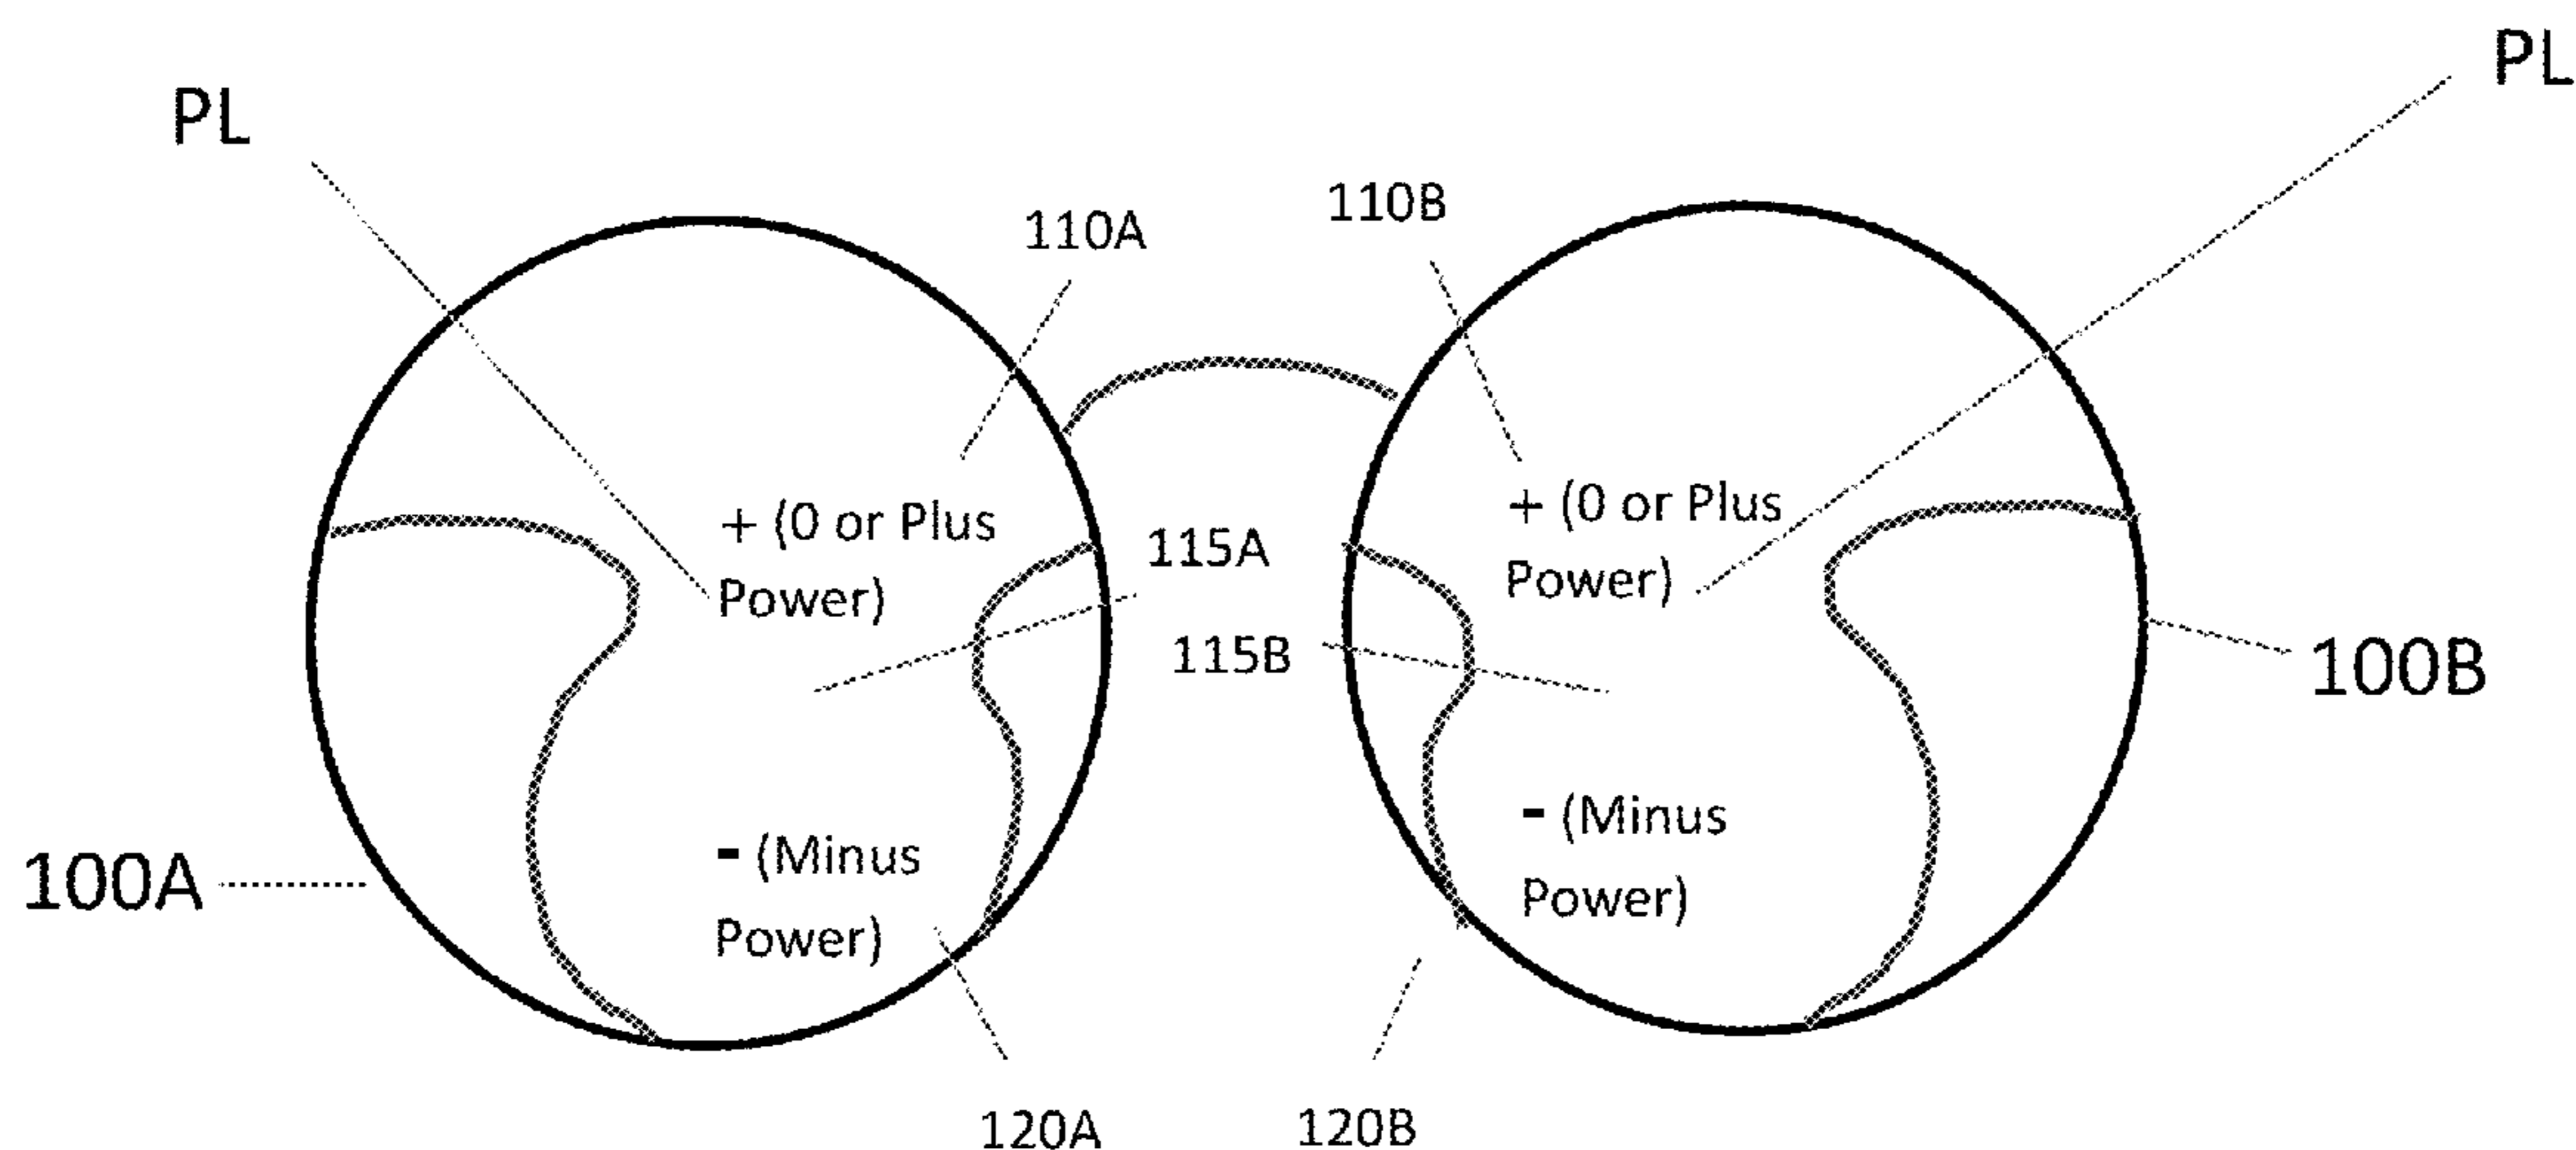 PL
PL
110A
110B
+ (0 or Plus
Power)
+ (0 or Plus
Power)
115A
115B
100B
- (Minus
Power)
- (Minus
Power)
100A
120A
120B